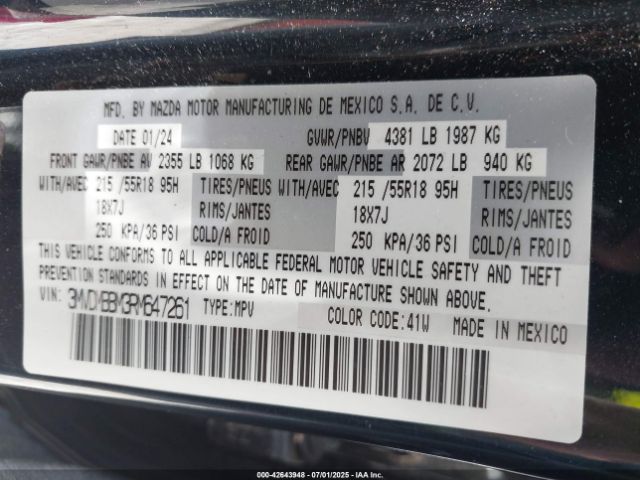 MFD. BY MAZDA MOTOR MANUFACTURING DE MEXICO S.A. DE C.V.
DATE 01/24 GVWR/PNBV 4381 LB 1987 KG
FRONT GAWR/PNBE AV 2355 LB 1068 KG REAR GAWR/PNBE AR 2072 LB 940 KG
WITH/AVEC 215 /55R18 95H TIRES/PNEUS WITH/AVEC 215 /55R18 95H TIRES/PNEUS
18X7J RIMS/JANTES 18X7J RIMS/JANTES
250 KPA/36 PSI COLD/A FROID 250 KPA/36 PSI COLD/A FROID
THIS VEHICLE CONFORMS TO ALL APPLICABLE FEDERAL MOTOR VEHICLE SAFETY AND THEFT
PREVENTION STANDARDS IN EFFECT ON THE DATE OF MANUFACTURE SHOWN ABOVE.
VIN: 3MVDMBBM3RM647261 TYPE:MPV COLOR CODE:41W MADE IN MEXICO
000-42643948 07/01/2025 IAAI.com